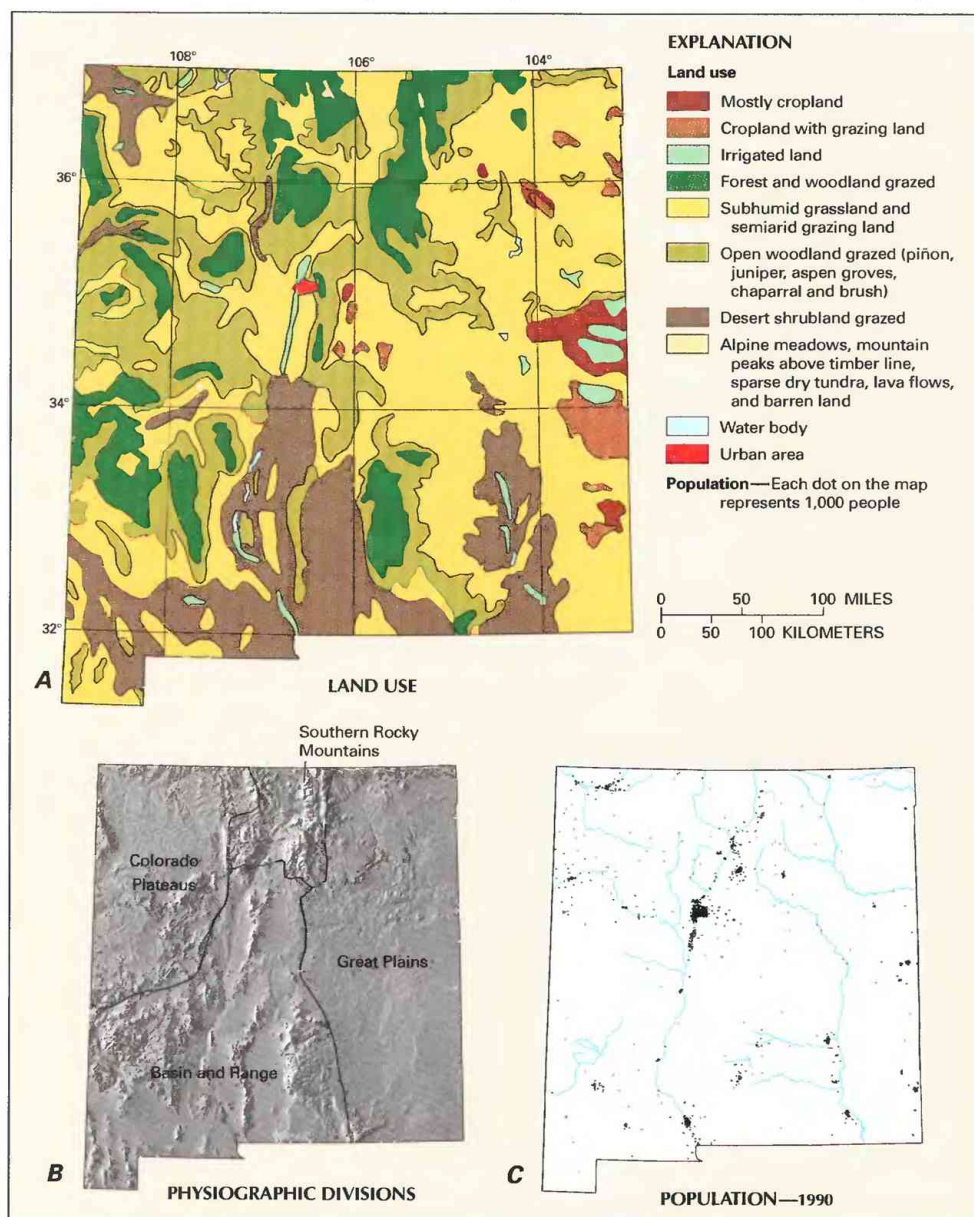 108°
106°
104°
36°
34°
32°
EXPLANATION
Land use
Mostly cropland
Cropland with grazing land
Irrigated land
Forest and woodland grazed
Subhumid grassland and
semiarid grazing land
Open woodland grazed (piñon,
juniper, aspen groves,
chaparral and brush)
Desert shrubland grazed
Alpine meadows, mountain
peaks above timber line,
sparse dry tundra, lava flows,
and barren land
Water body
Urban area
Population—Each dot on the map
represents 1,000 people
0 50 100 MILES
0 50 100 KILOMETERS
A
LAND USE
Southern Rocky
Mountains
Colorado
Plateaus
Great Plains
Basin and Range
B
PHYSIOGRAPHIC DIVISIONS
C
POPULATION—1990